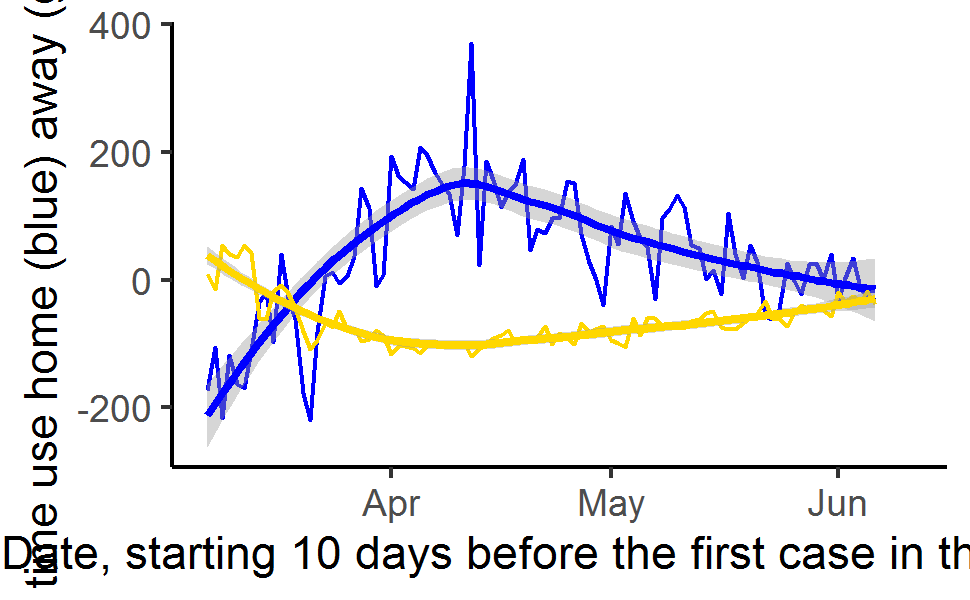 time use home (blue) away (g
400
200
0
-200
Apr May Jun
Date, starting 10 days before the first case in th